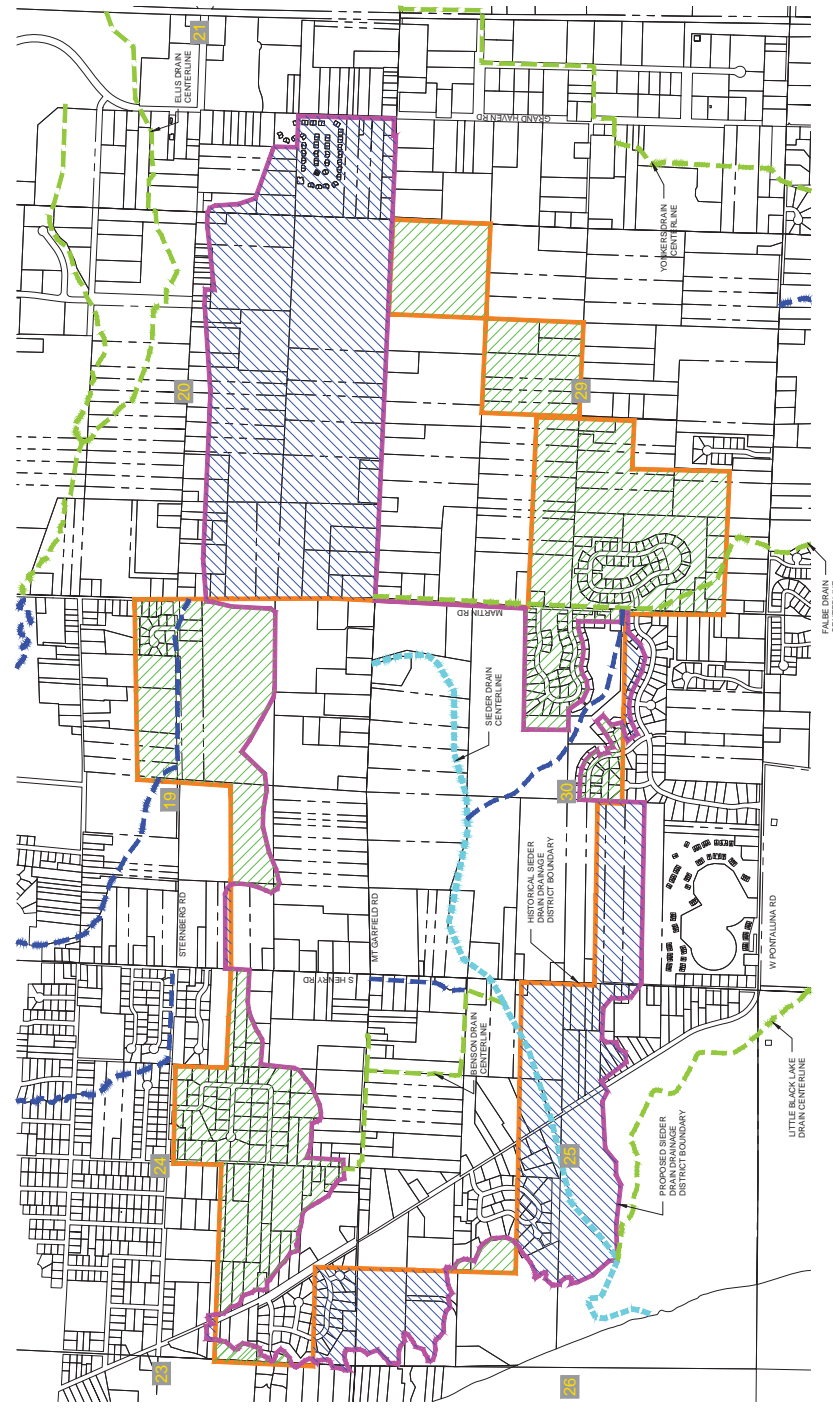 21
ELLIS DRAIN
CENTERLINE
GRAND HAVEN RD
YONKERS DRAIN
CENTERLINE
20
29
MARTIN RD
FALBE DRAIN
SIEDER DRAIN
CENTERLINE
19
30
STERNBERG RD
MT GARFIELD RD
HISTORICAL SIEDER
DRAIN DRAINAGE
DISTRICT BOUNDARY
W PONTALUNA RD
S HENRY RD
BENSON DRAIN
CENTERLINE
LITTLE BLACK LAKE
DRAIN CENTERLINE
24
25
PROPOSED SIEDER
DRAIN DRAINAGE
DISTRICT BOUNDARY
23
26